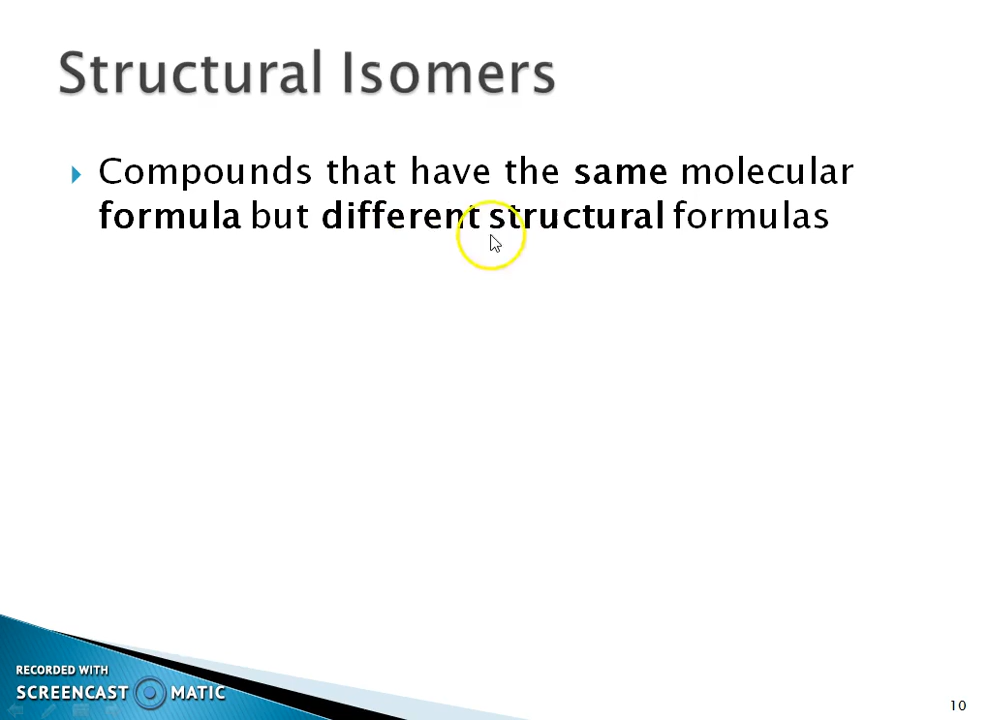 Structural Isomers
Compounds that have the same molecular
formula but different structural formulas
RECORDED WITH
SCREENCAST MATIC
10